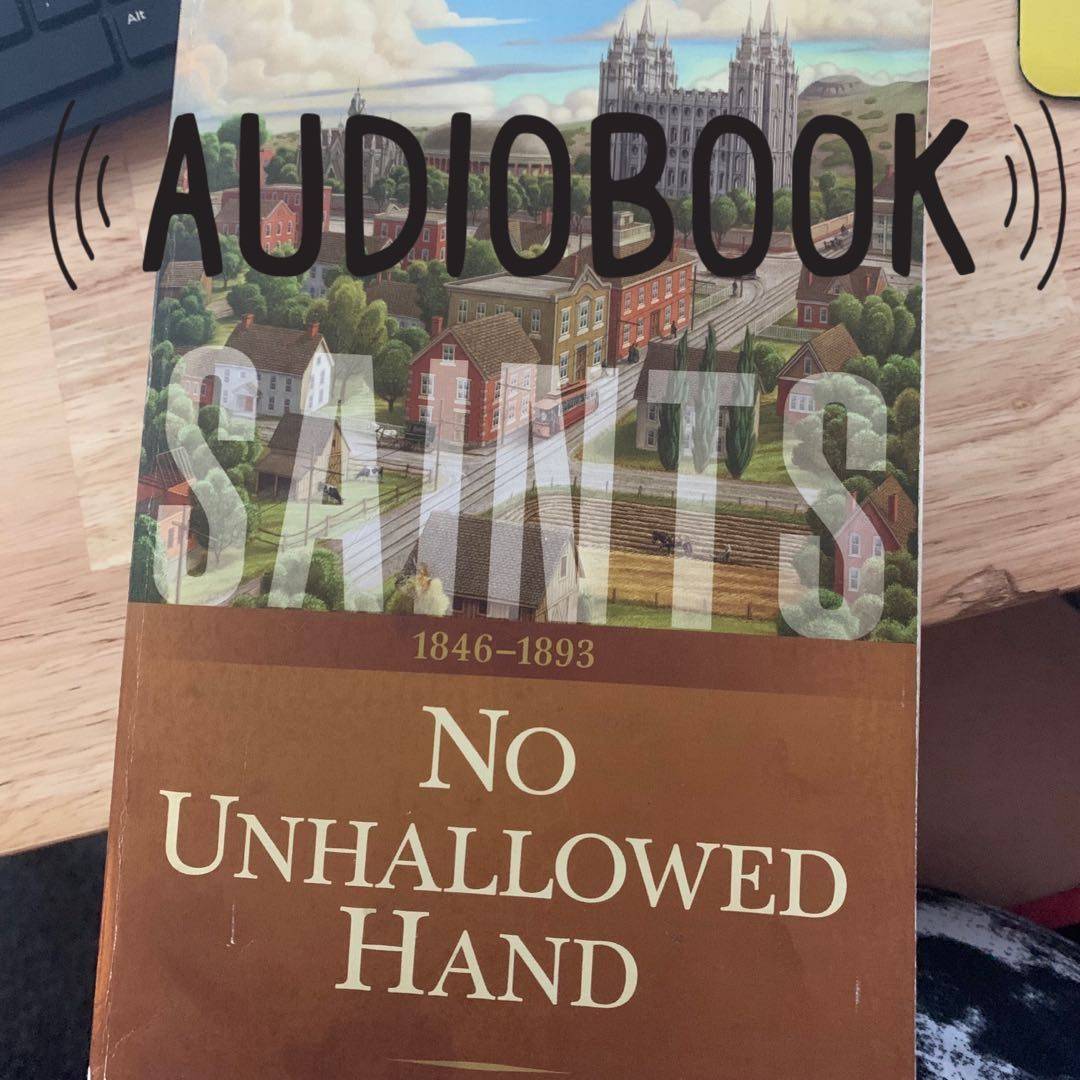 Alt
AUDIOBOOK
SAINTS
1846–1893
NO
UNHALLOWED
HAND